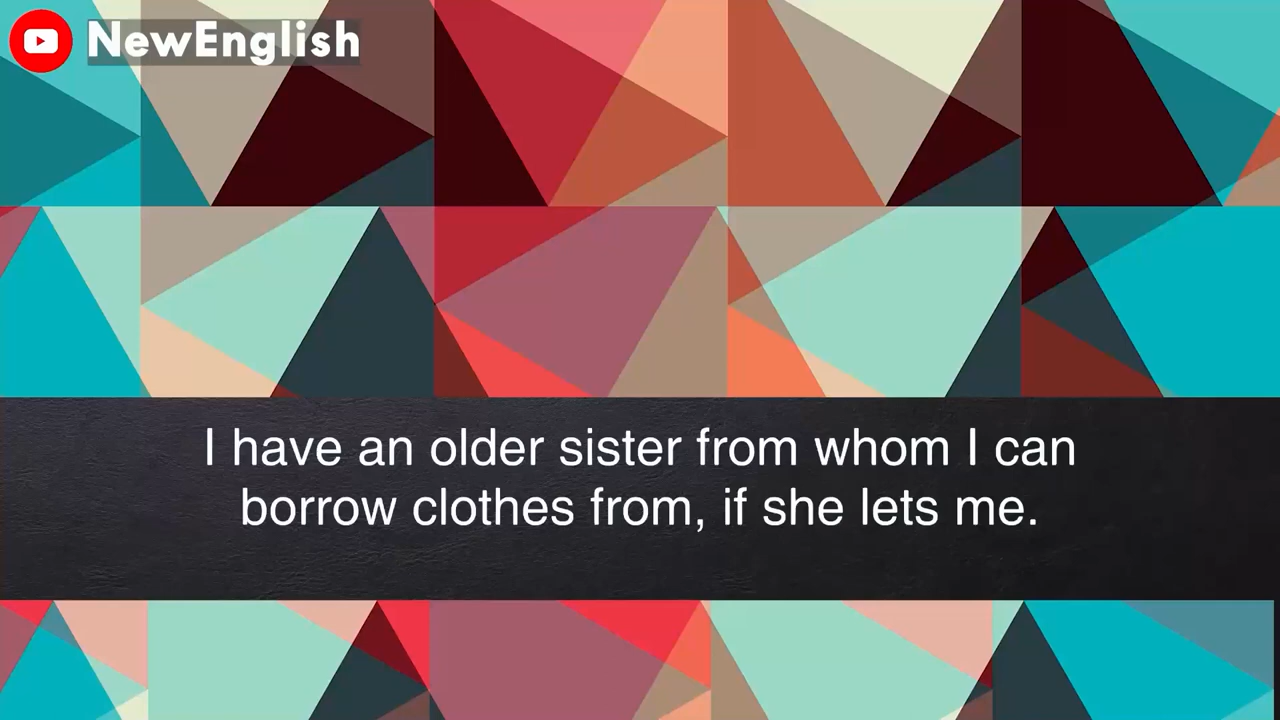 NewEnglish
I have an older sister from whom I can
borrow clothes from, if she lets me.